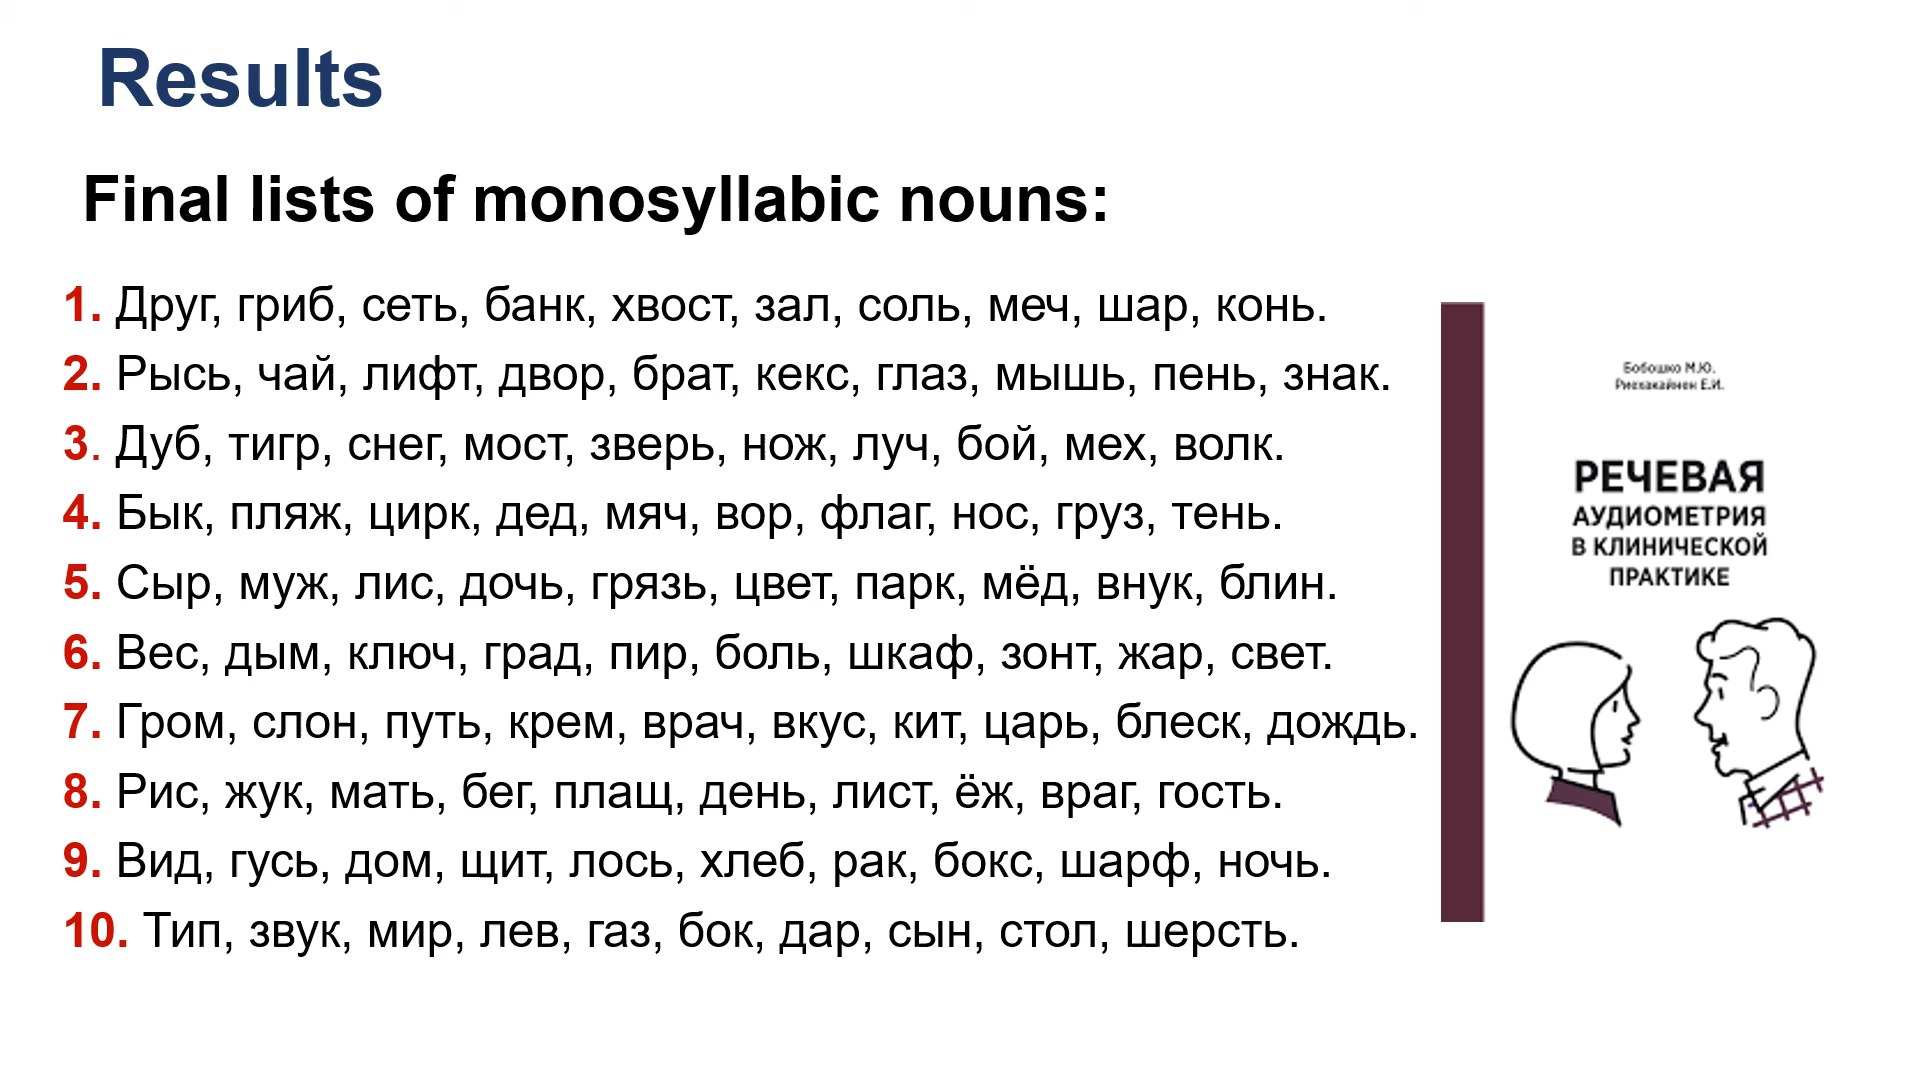 Results
Final lists of monosyllabic nouns:
1. Друг, гриб, сеть, банк, хвост, зал, соль, меч, шар, конь.
2. Рысь, чай, лифт, двор, брат, кекс, глаз, мышь, пень, знак.
3. Дуб, тигр, снег, мост, зверь, нож, луч, бой, мех, волк.
4. Бык, пляж, цирк, дед, мяч, вор, флаг, нос, груз, тень.
5. Сыр, муж, лис, дочь, грязь, цвет, парк, мёд, внук, блин.
6. Вес, дым, ключ, град, пир, боль, шкаф, зонт, жар, свет.
7. Гром, слон, путь, крем, врач, вкус, кит, царь, блеск, дождь.
8. Рис, жук, мать, бег, плащ, день, лист, ёж, враг, гость.
9. Вид, гусь, дом, щит, лось, хлеб, рак, бокс, шарф, ночь.
10. Тип, звук, мир, лев, газ, бок, дар, сын, стол, шерсть.
Бобошко М.Ю.
Риехакайнен Е.И.
РЕЧЕВАЯ
АУДИОМЕТРИЯ
В КЛИНИЧЕСКОЙ
ПРАКТИКЕ